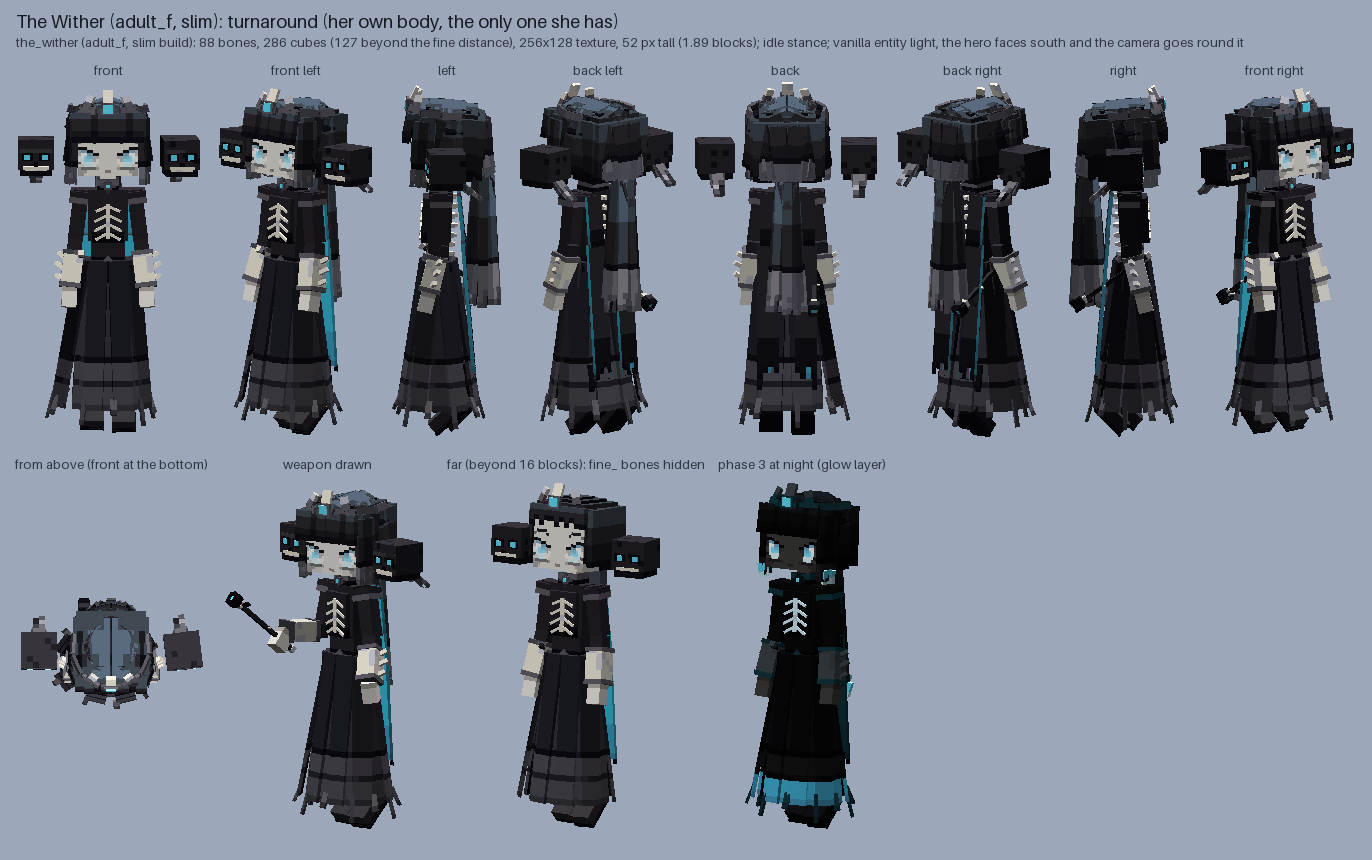 The Wither (adult_f, slim): turnaround (her own body, the only one she has)
the_wither (adult_f, slim build): 88 bones, 286 cubes (127 beyond the fine distance), 256x128 texture, 52 px tall (1.89 blocks); idle stance; vanilla entity light, the hero faces south and the camera goes round it
front front left left back left back back right right front right
from above (front at the bottom) weapon drawn far (beyond 16 blocks): fine_ bones hidden phase 3 at night (glow layer)